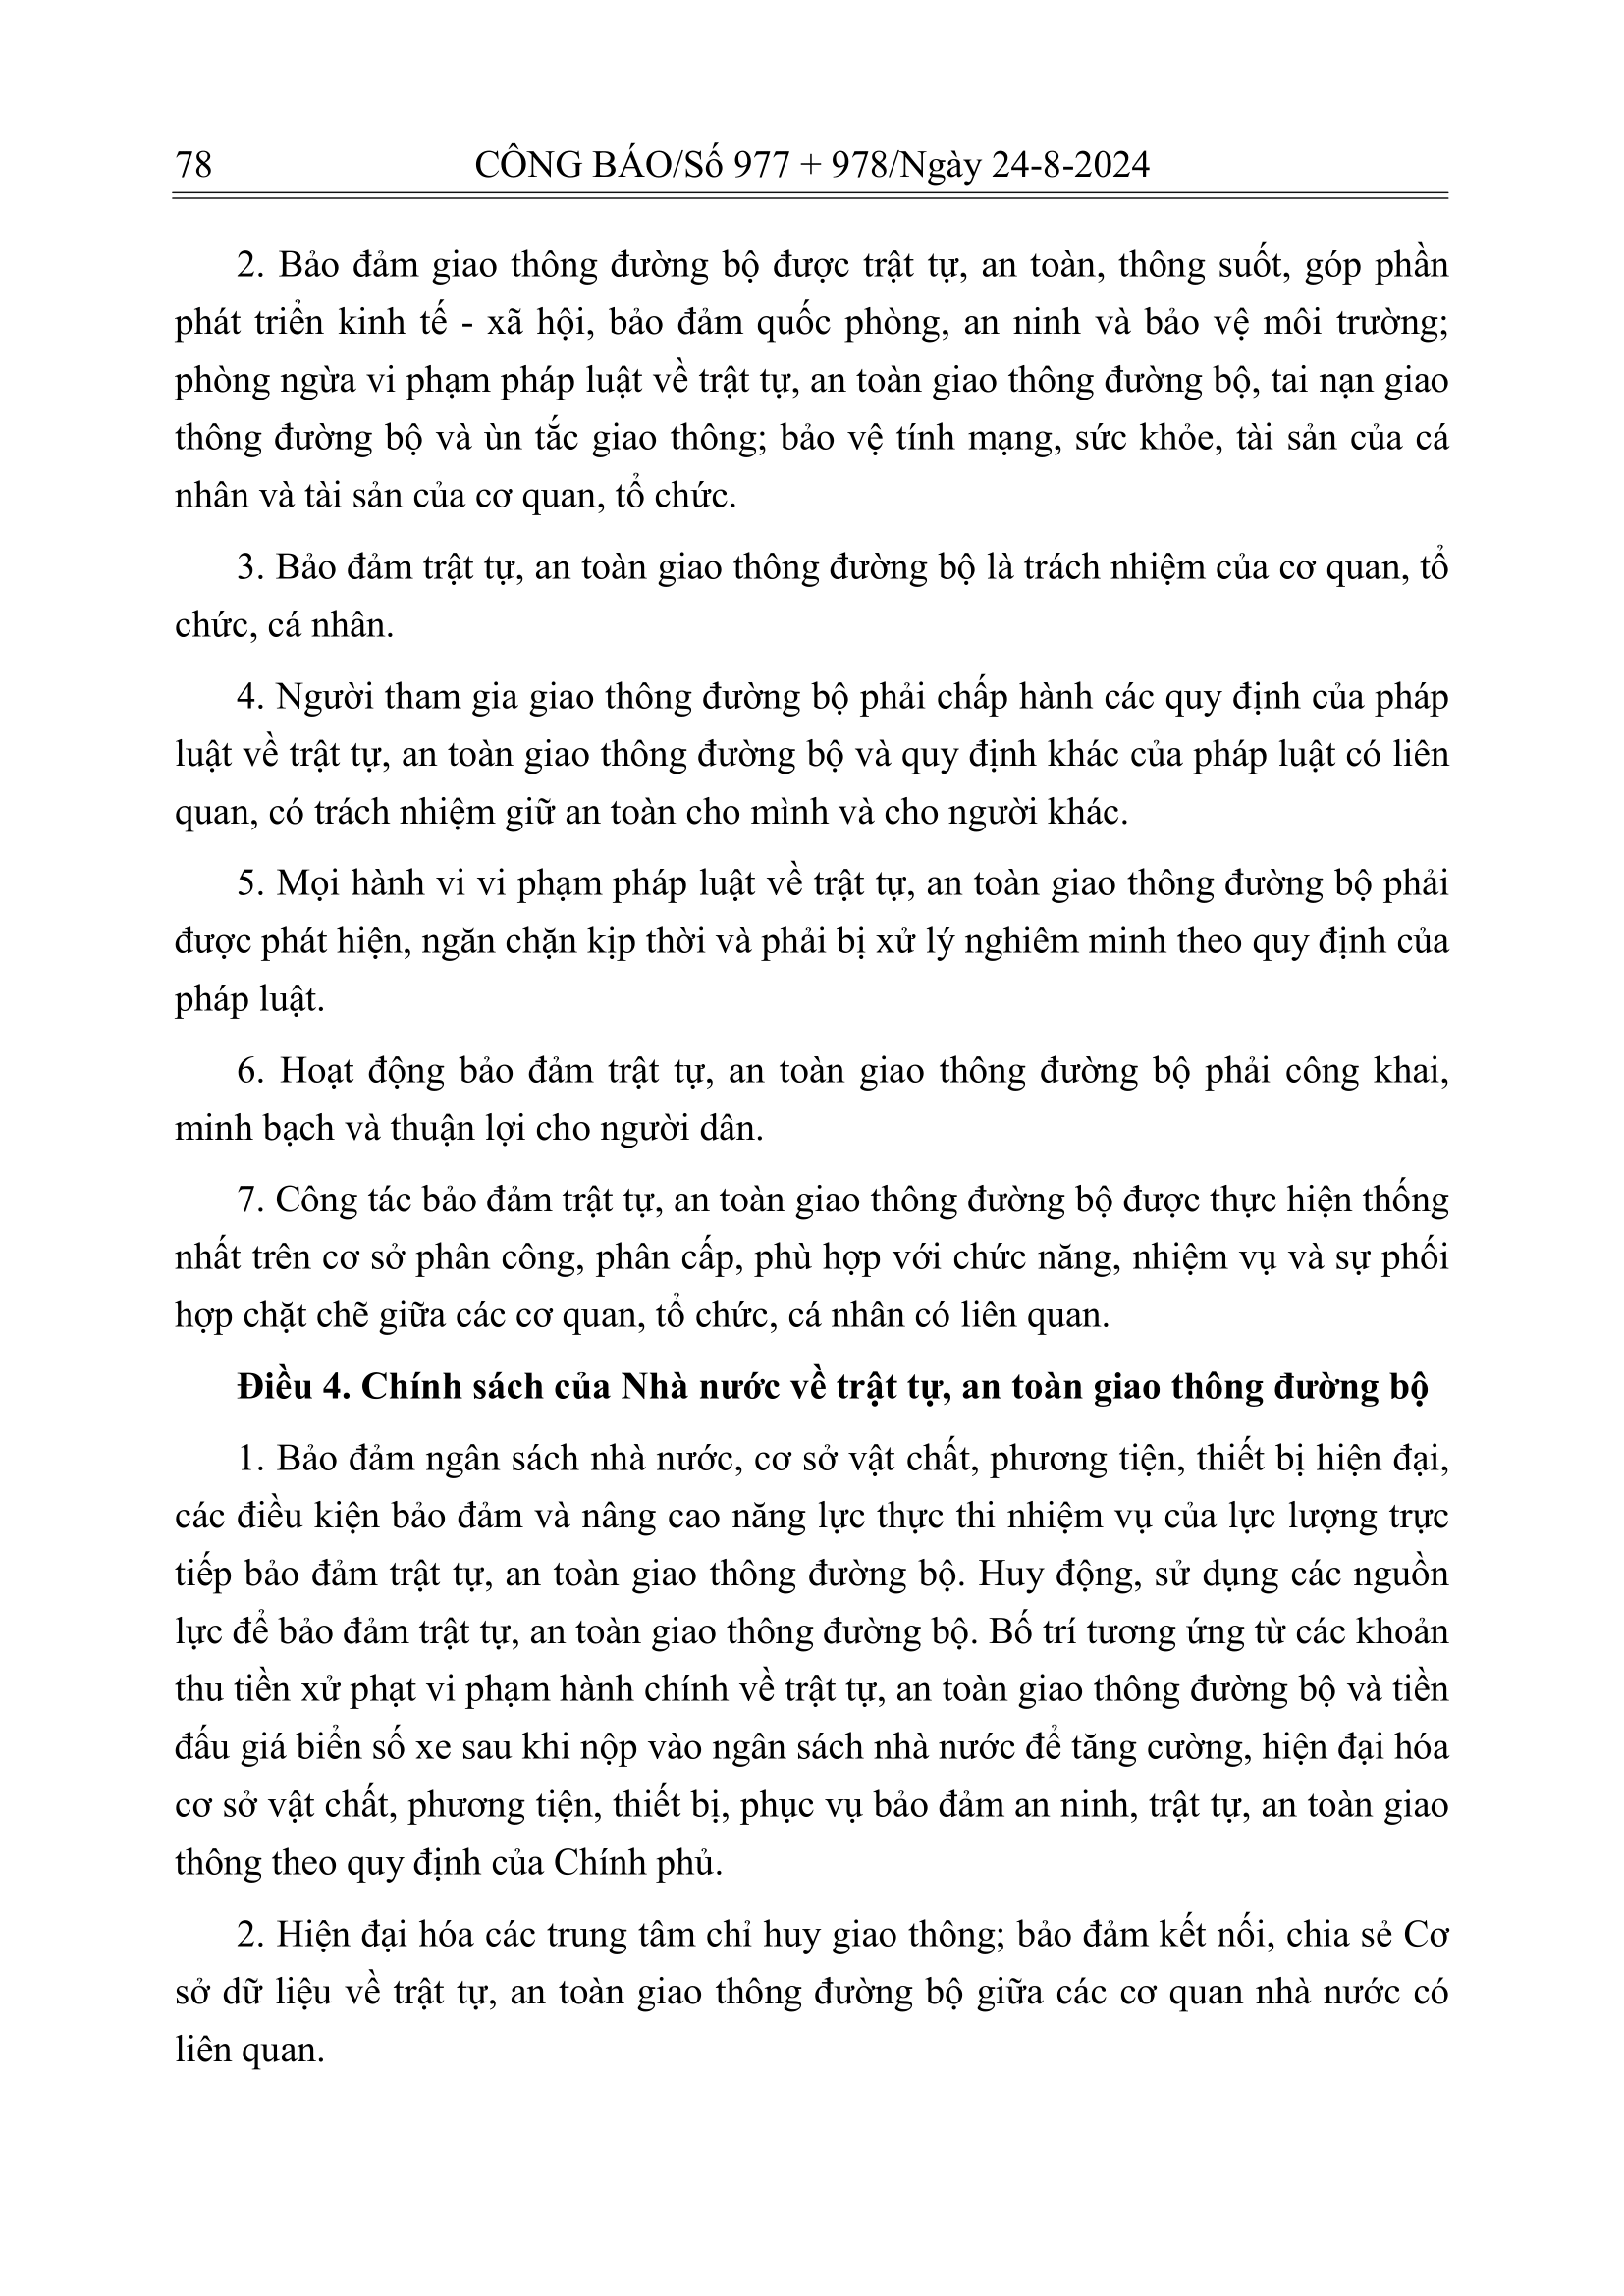 78
CÔNG BÁO/Số 977 + 978/Ngày 24-8-2024
2. Bảo đảm giao thông đường bộ được trật tự, an toàn, thông suốt, góp phần
phát triển kinh tế - xã hội, bảo đảm quốc phòng, an ninh và bảo vệ môi trường;
phòng ngừa vi phạm pháp luật về trật tự, an toàn giao thông đường bộ, tai nạn giao
thông đường bộ và ùn tắc giao thông; bảo vệ tính mạng, sức khỏe, tài sản của cá
nhân và tài sản của cơ quan, tổ chức.
3. Bảo đảm trật tự, an toàn giao thông đường bộ là trách nhiệm của cơ quan, tổ
chức, cá nhân.
4. Người tham gia giao thông đường bộ phải chấp hành các quy định của pháp
luật về trật tự, an toàn giao thông đường bộ và quy định khác của pháp luật có liên
quan, có trách nhiệm giữ an toàn cho mình và cho người khác.
5. Mọi hành vi vi phạm pháp luật về trật tự, an toàn giao thông đường bộ phải
được phát hiện, ngăn chặn kịp thời và phải bị xử lý nghiêm minh theo quy định của
pháp luật.
6. Hoạt động bảo đảm trật tự, an toàn giao thông đường bộ phải công khai,
minh bạch và thuận lợi cho người dân.
7. Công tác bảo đảm trật tự, an toàn giao thông đường bộ được thực hiện thống
nhất trên cơ sở phân công, phân cấp, phù hợp với chức năng, nhiệm vụ và sự phối
hợp chặt chẽ giữa các cơ quan, tổ chức, cá nhân có liên quan.
Điều 4. Chính sách của Nhà nước về trật tự, an toàn giao thông đường bộ
1. Bảo đảm ngân sách nhà nước, cơ sở vật chất, phương tiện, thiết bị hiện đại,
các điều kiện bảo đảm và nâng cao năng lực thực thi nhiệm vụ của lực lượng trực
tiếp bảo đảm trật tự, an toàn giao thông đường bộ. Huy động, sử dụng các nguồn
lực để bảo đảm trật tự, an toàn giao thông đường bộ. Bố trí tương ứng từ các khoản
thu tiền xử phạt vi phạm hành chính về trật tự, an toàn giao thông đường bộ và tiền
đấu giá biển số xe sau khi nộp vào ngân sách nhà nước để tăng cường, hiện đại hóa
cơ sở vật chất, phương tiện, thiết bị, phục vụ bảo đảm an ninh, trật tự, an toàn giao
thông theo quy định của Chính phủ.
2. Hiện đại hóa các trung tâm chỉ huy giao thông; bảo đảm kết nối, chia sẻ Cơ
sở dữ liệu về trật tự, an toàn giao thông đường bộ giữa các cơ quan nhà nước có
liên quan.